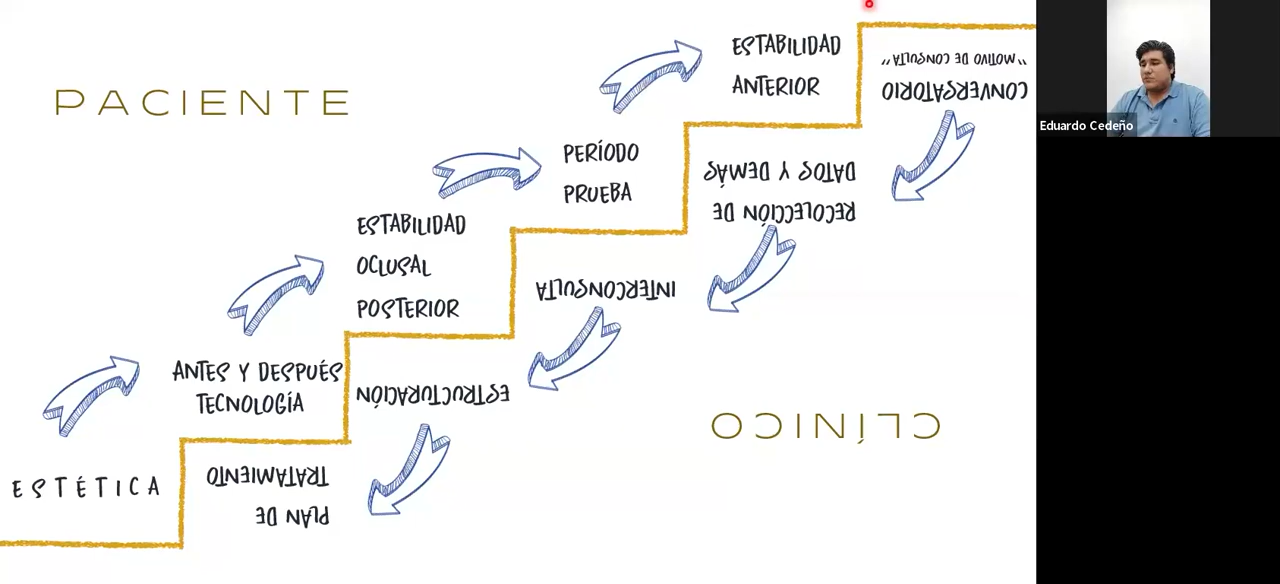 PACIENTE
ESTÉTICA
ANTES Y DESPUÉS
TECNOLOGÍA
ESTABILIDAD
OCLUSAL
POSTERIOR
PERÍODO
PRUEBA
ESTABILIDAD
ANTERIOR
CLÍNICO
CONVERSATORIO
"MOTIVO DE CONSULTA"
RECOLECCIÓN DE
DATOS Y DEMÁS
INTERCONSULTA
ESTRUCTURACIÓN
PLAN DE
TRATAMIENTO
Eduardo Cedeño